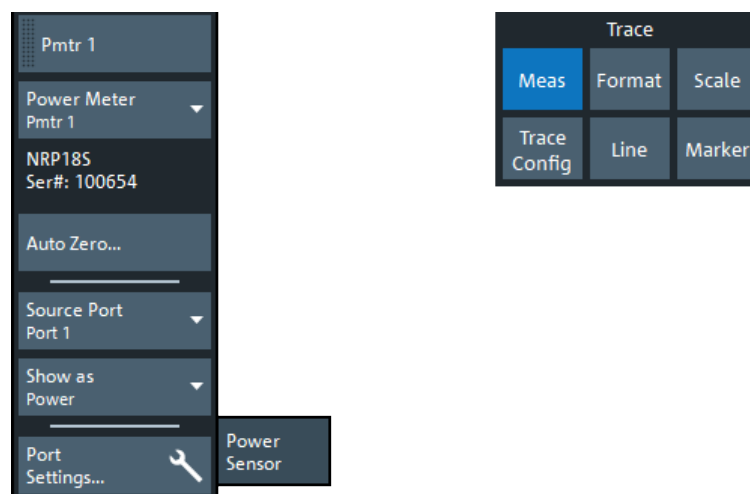 Pmtr 1
Power Meter
Pmtr 1
NRP18S
Ser#: 100654
Auto Zero...
Source Port
Port 1
Show as
Power
Port
Settings...
Power
Sensor
Trace
Meas
Format
Scale
Trace
Config
Line
Marker